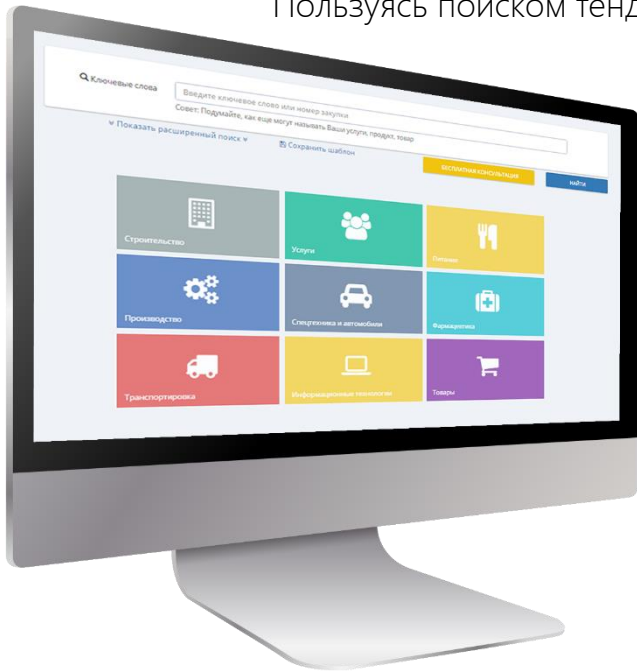 Пользуясь поиском тенд
Ключевые слова
Введите ключевое слово или номер закупки
Совет: Подумайте, как еще могут называть Ваши услуги, продукт, товар
Показать расширенный поиск
Сохранить шаблон
БЕСПЛАТНАЯ КОНСУЛЬТАЦИЯ
НАЙТИ
Строительство
Услуги
Питание
Производство
Спецтехника и автомобили
Фармацевтика
Транспортировка
Информационные технологии
Товары